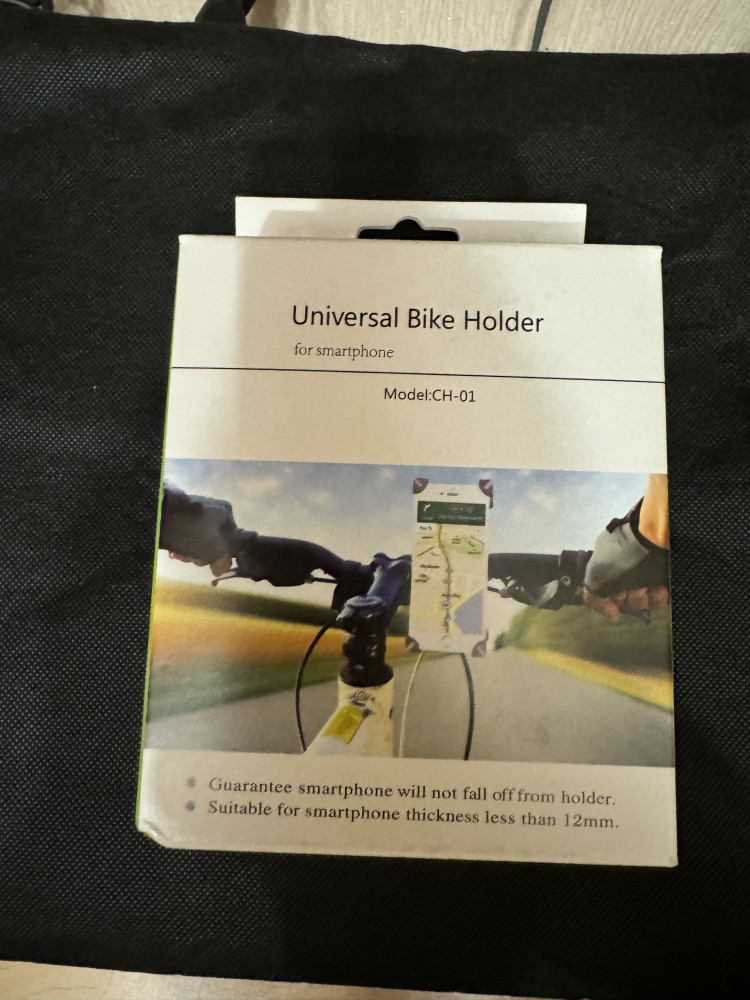 Universal Bike Holder
for smartphone
Model:CH-01
Guarantee smartphone will not fall off from holder.
Suitable for smartphone thickness less than 12mm.